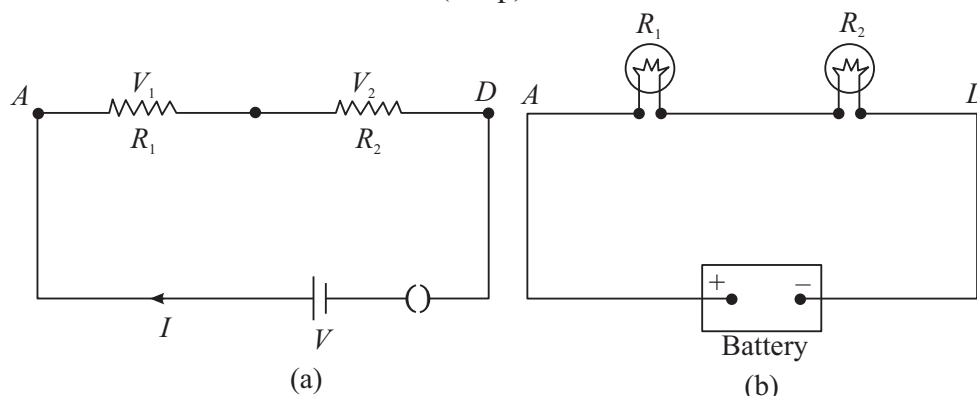 R₁ R₂
A V₁ V₂ D A
R₁ R₂
+ −
I V Battery
(a) (b)